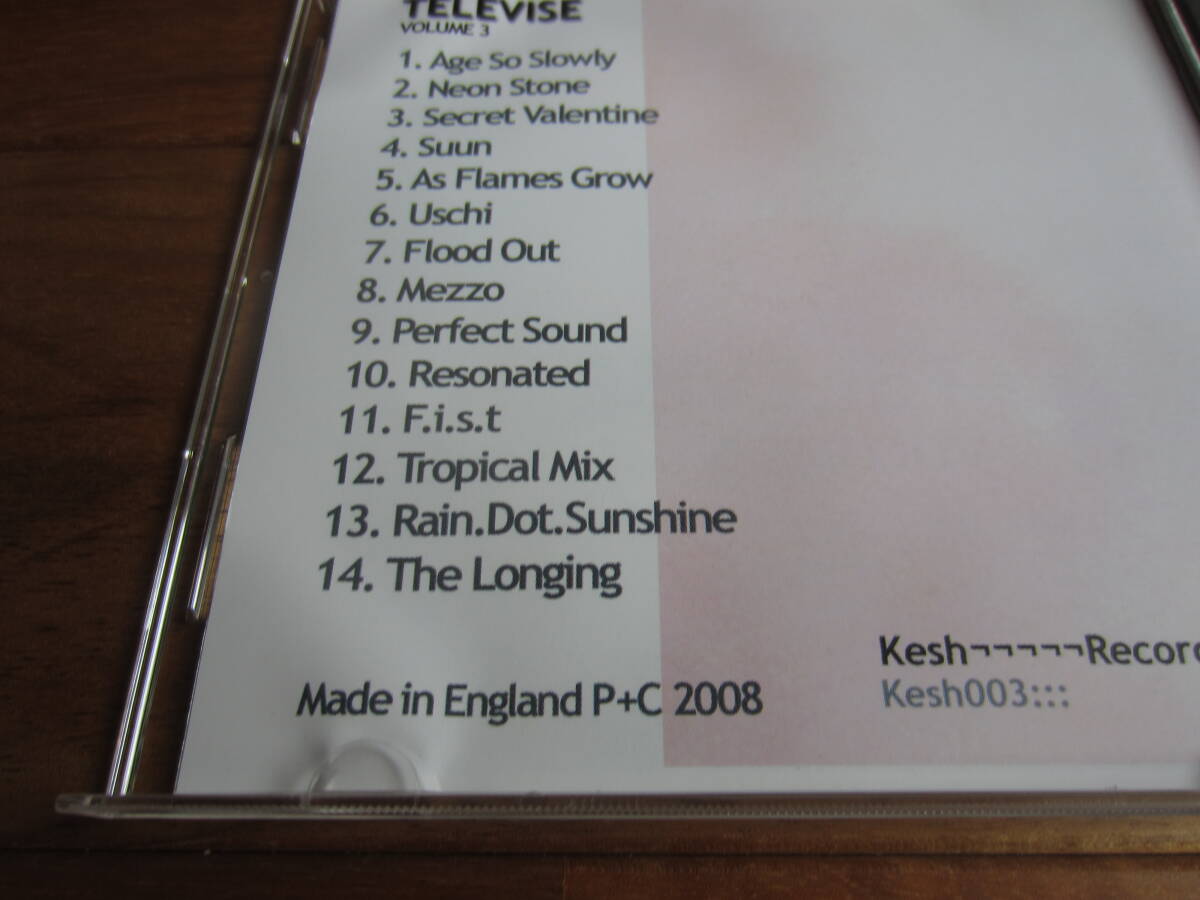 TELEVISE
VOLUME 3
1. Age So Slowly
2. Neon Stone
3. Secret Valentine
4. Suun
5. As Flames Grow
6. Uschi
7. Flood Out
8. Mezzo
9. Perfect Sound
10. Resonated
11. F.i.s.t
12. Tropical Mix
13. Rain.Dot.Sunshine
14. The Longing
Kesh¬¬¬¬¬Record
Kesh003:::
Made in England P+C 2008